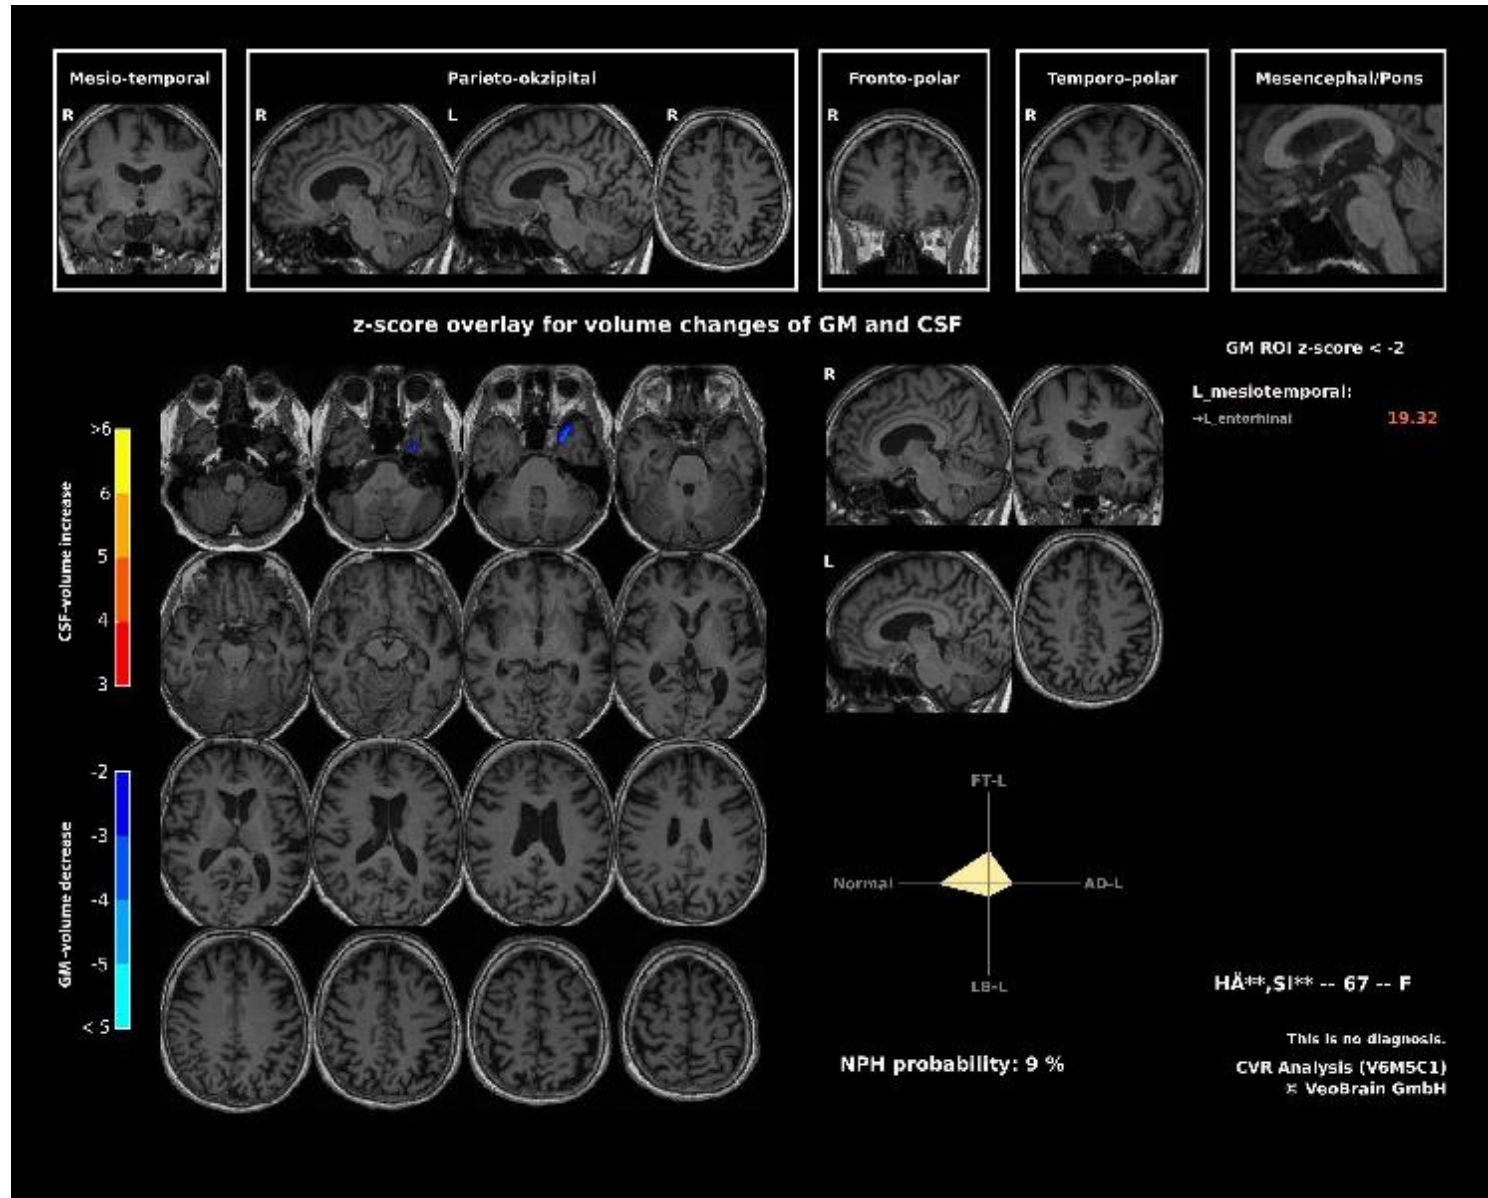 Mesio-temporal
Parieto-okzipital
Fronto-polar
Temporo-polar
Mesencephal/Pons
R
R
L
R
R
R
z-score overlay for volume changes of GM and CSF
GM ROI z-score < -2
L_mesiotemporal:
→L_entorhinal 19.32
R
L
CSF-volume increase
>6
6
5
4
3
GM-volume decrease
-2
-3
-4
-5
< 5
FT-L
Normal
AD-L
LB-L
NPH probability: 9 %
HÄ**,SI** -- 67 -- F
This is no diagnosis.
CVR Analysis (V6M5C1)
© VeoBrain GmbH